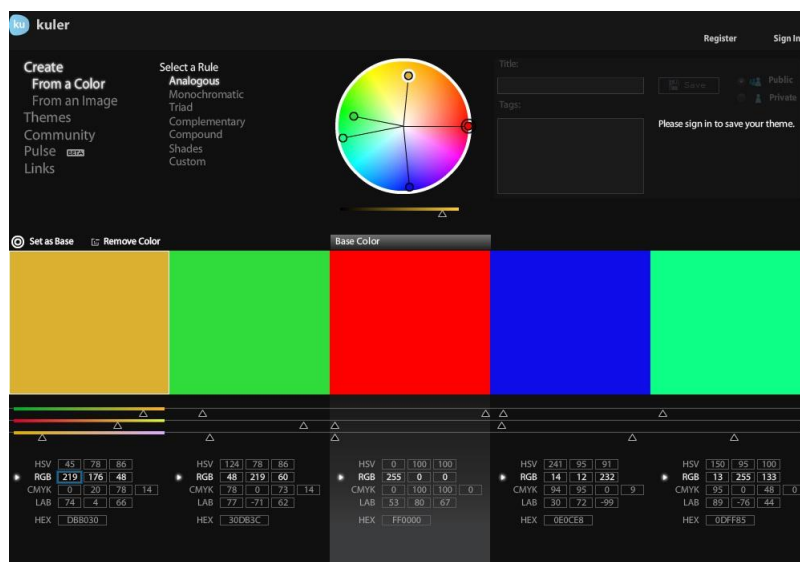 ku kuler
Register Sign In
Create
From a Color
From an Image
Themes
Community
Pulse BETA
Links
Select a Rule
Analogous
Monochromatic
Triad
Complementary
Compound
Shades
Custom
Title:
Save
Public
Private
Tags:
Please sign in to save your theme.
Set as Base Remove Color
Base Color
HSV 45 78 86
RGB 219 176 48
CMYK 0 20 78 14
LAB 74 4 66
HEX DBB030
HSV 124 78 86
RGB 48 219 60
CMYK 78 0 73 14
LAB 77 -71 62
HEX 30DB3C
HSV 0 100 100
RGB 255 0 0
CMYK 0 100 100 0
LAB 53 80 67
HEX FF0000
HSV 241 95 91
RGB 14 12 232
CMYK 94 95 0 9
LAB 30 72 -99
HEX 0E0CE8
HSV 150 95 100
RGB 13 255 133
CMYK 95 0 48 0
LAB 89 -76 44
HEX 0DFF85